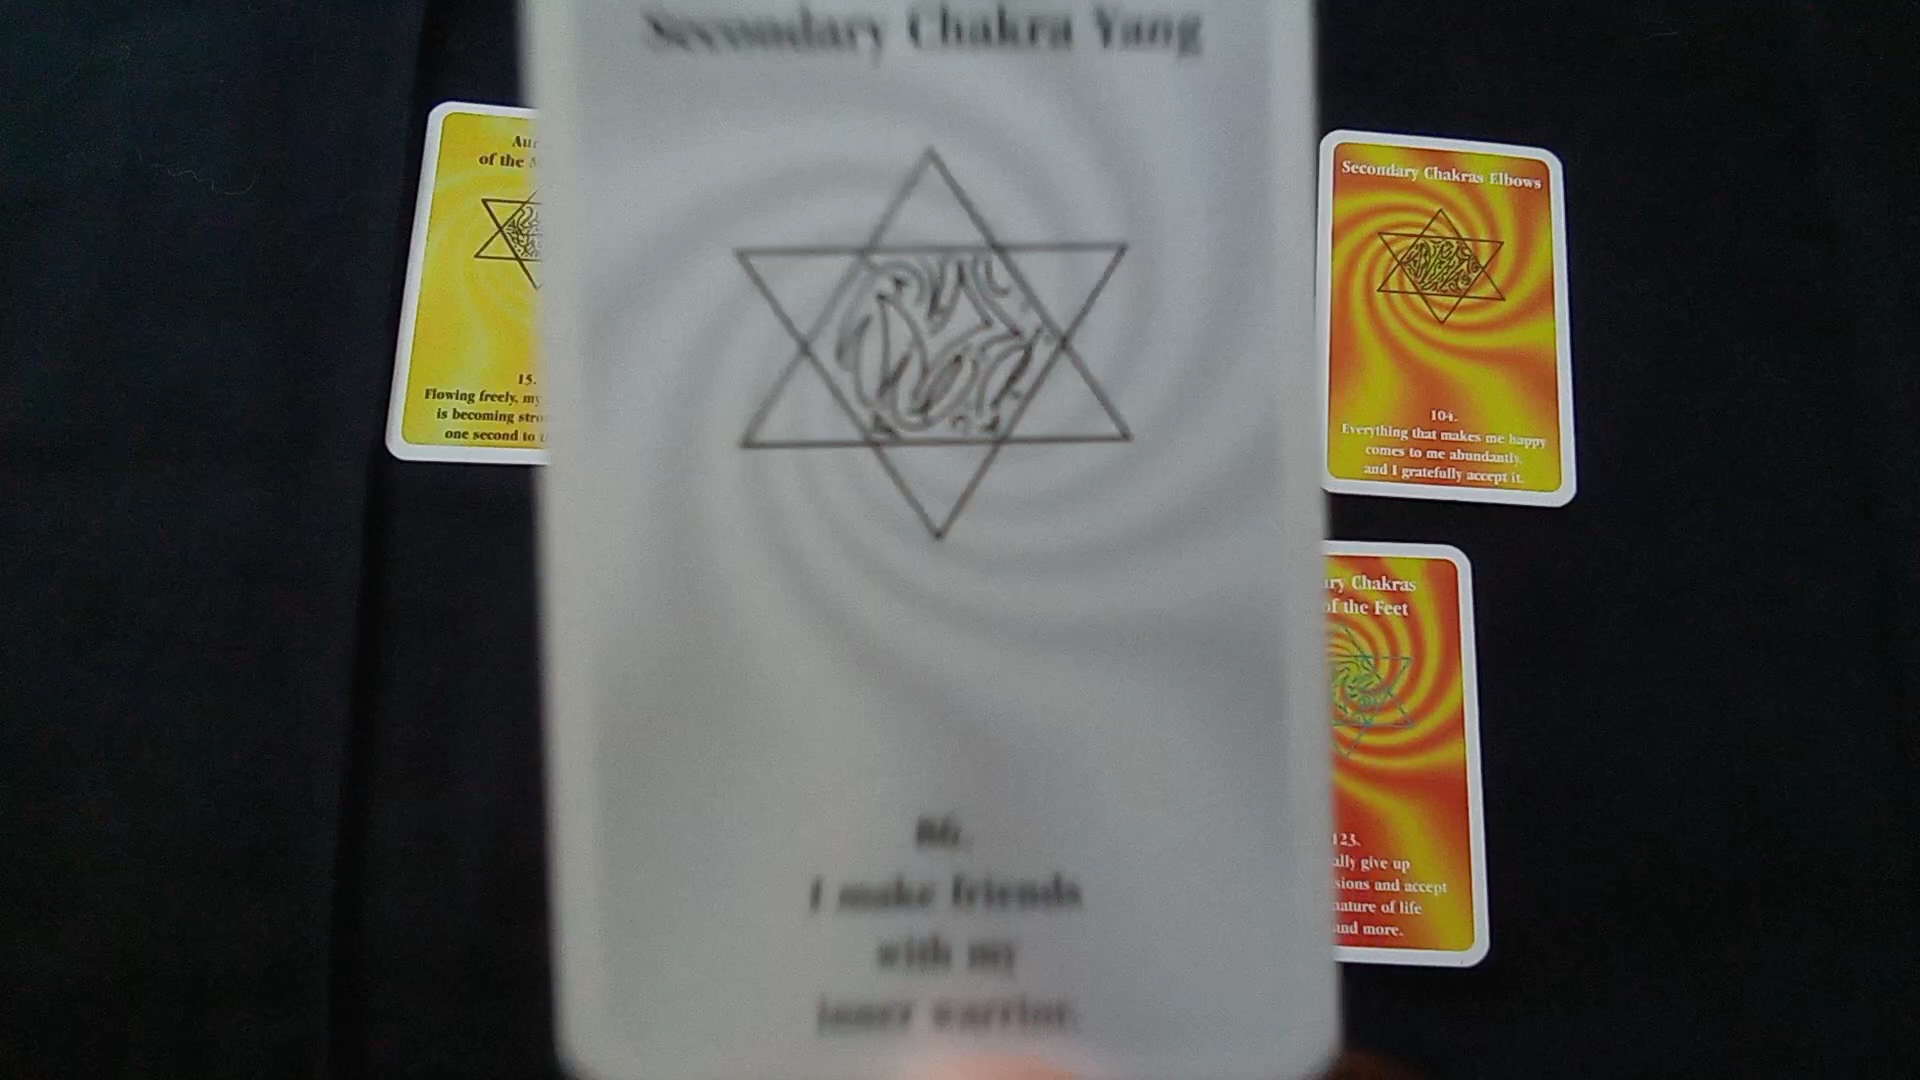 Secondary Chakra Yang
86.
I make friends
with my
inner warrior.
of the
15.
Flowing freely, my
is becoming
one second to
Secondary Chakras Elbows
104.
Everything that makes me happy
comes to me abundantly,
and I gratefully accept it.
Chakras
of the Feet
123.
give up
and accept
nature of life
and more.